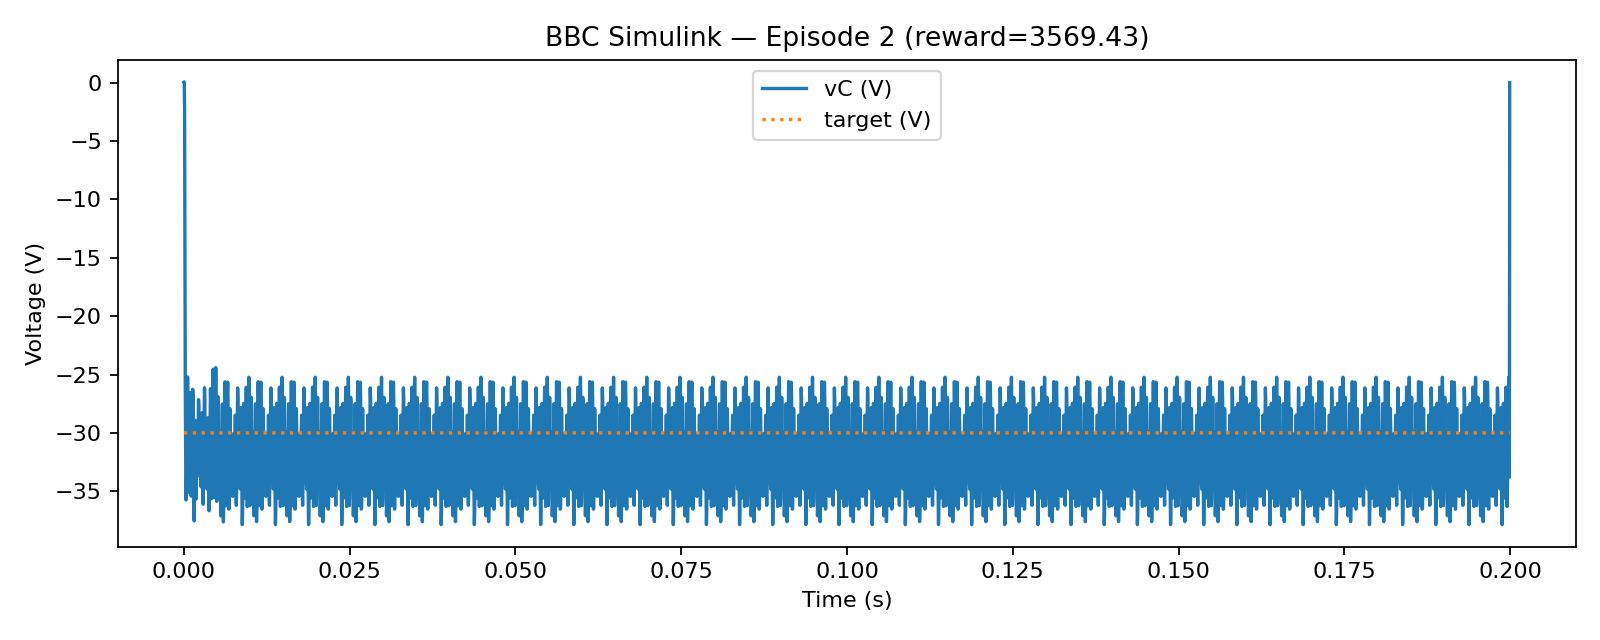 BBC Simulink — Episode 2 (reward=3569.43)
vC (V)
target (V)
Voltage (V)
0
−5
−10
−15
−20
−25
−30
−35
0.000 0.025 0.050 0.075 0.100 0.125 0.150 0.175 0.200
Time (s)